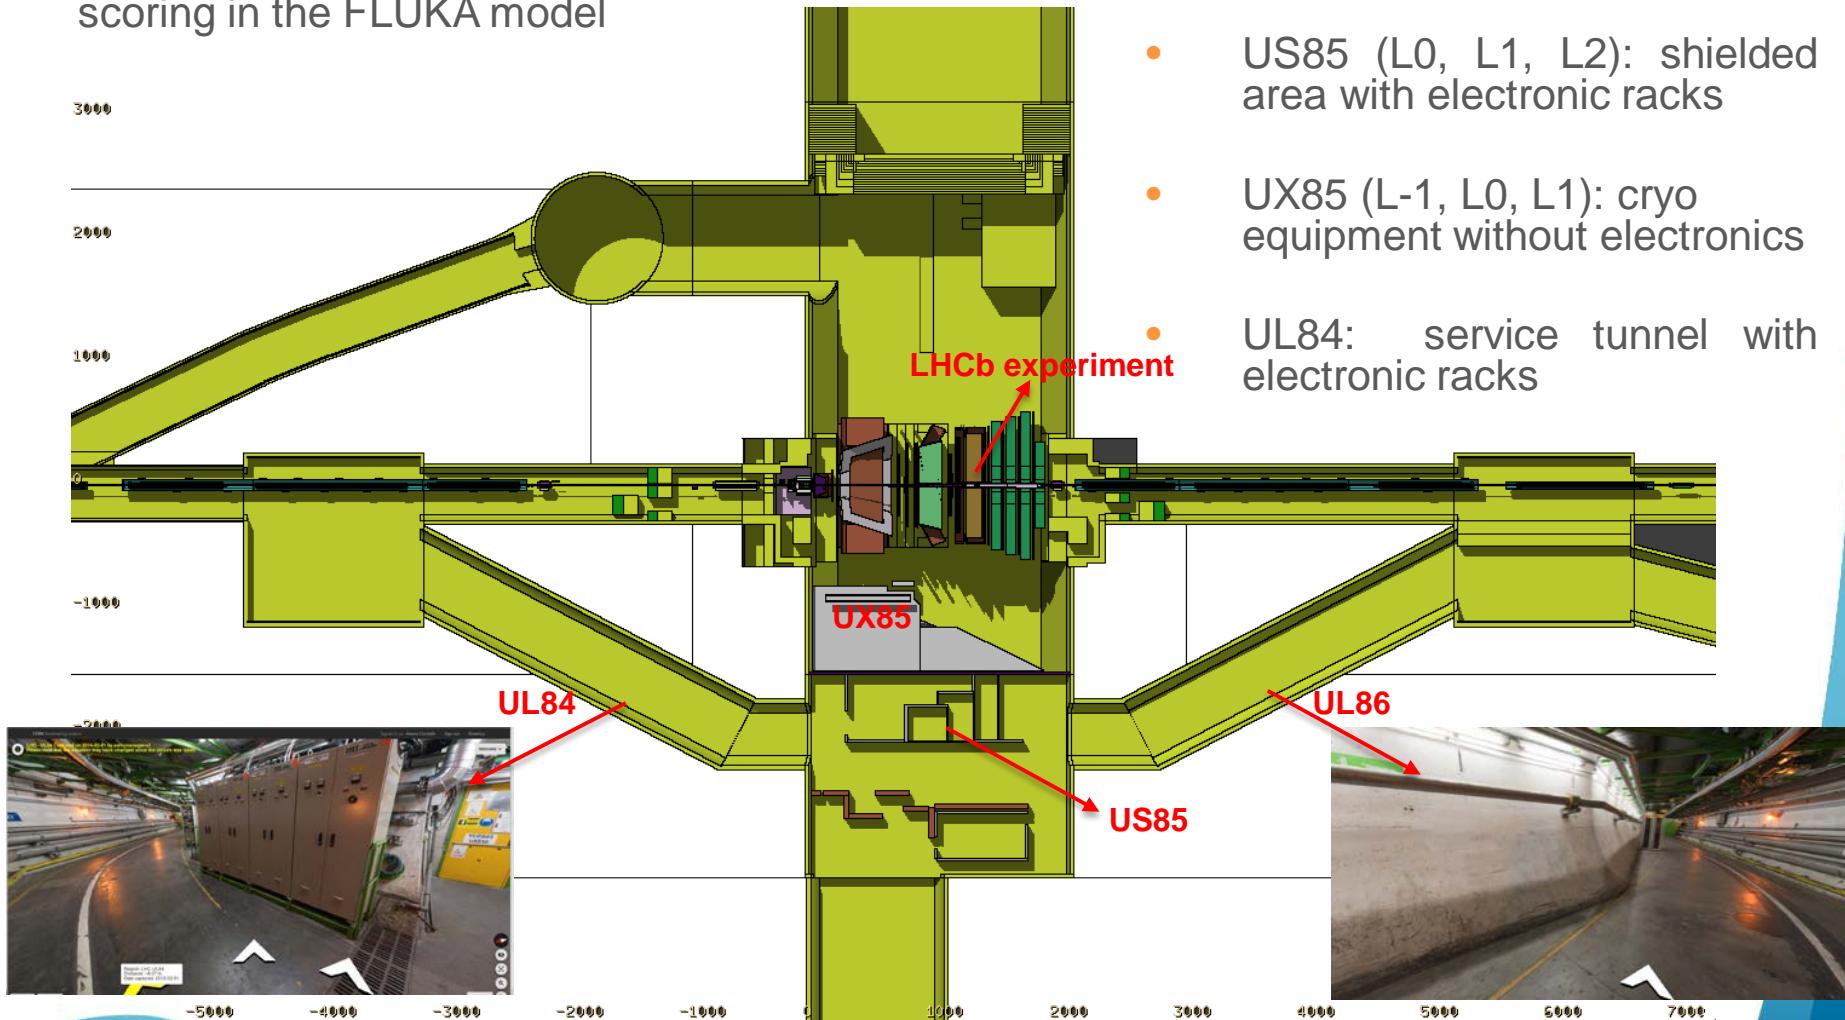 scoring in the FLUKA model
US85 (L0, L1, L2): shielded
area with electronic racks
UX85 (L-1, L0, L1): cryo
equipment without electronics
UL84: service tunnel with
electronic racks
3000
2000
1000
0
-1000
-2000
LHCb experiment
UX85
UL84
UL86
US85
-5000
-4000
-3000
-2000
-1000
0
1000
2000
3000
4000
5000
6000
7000